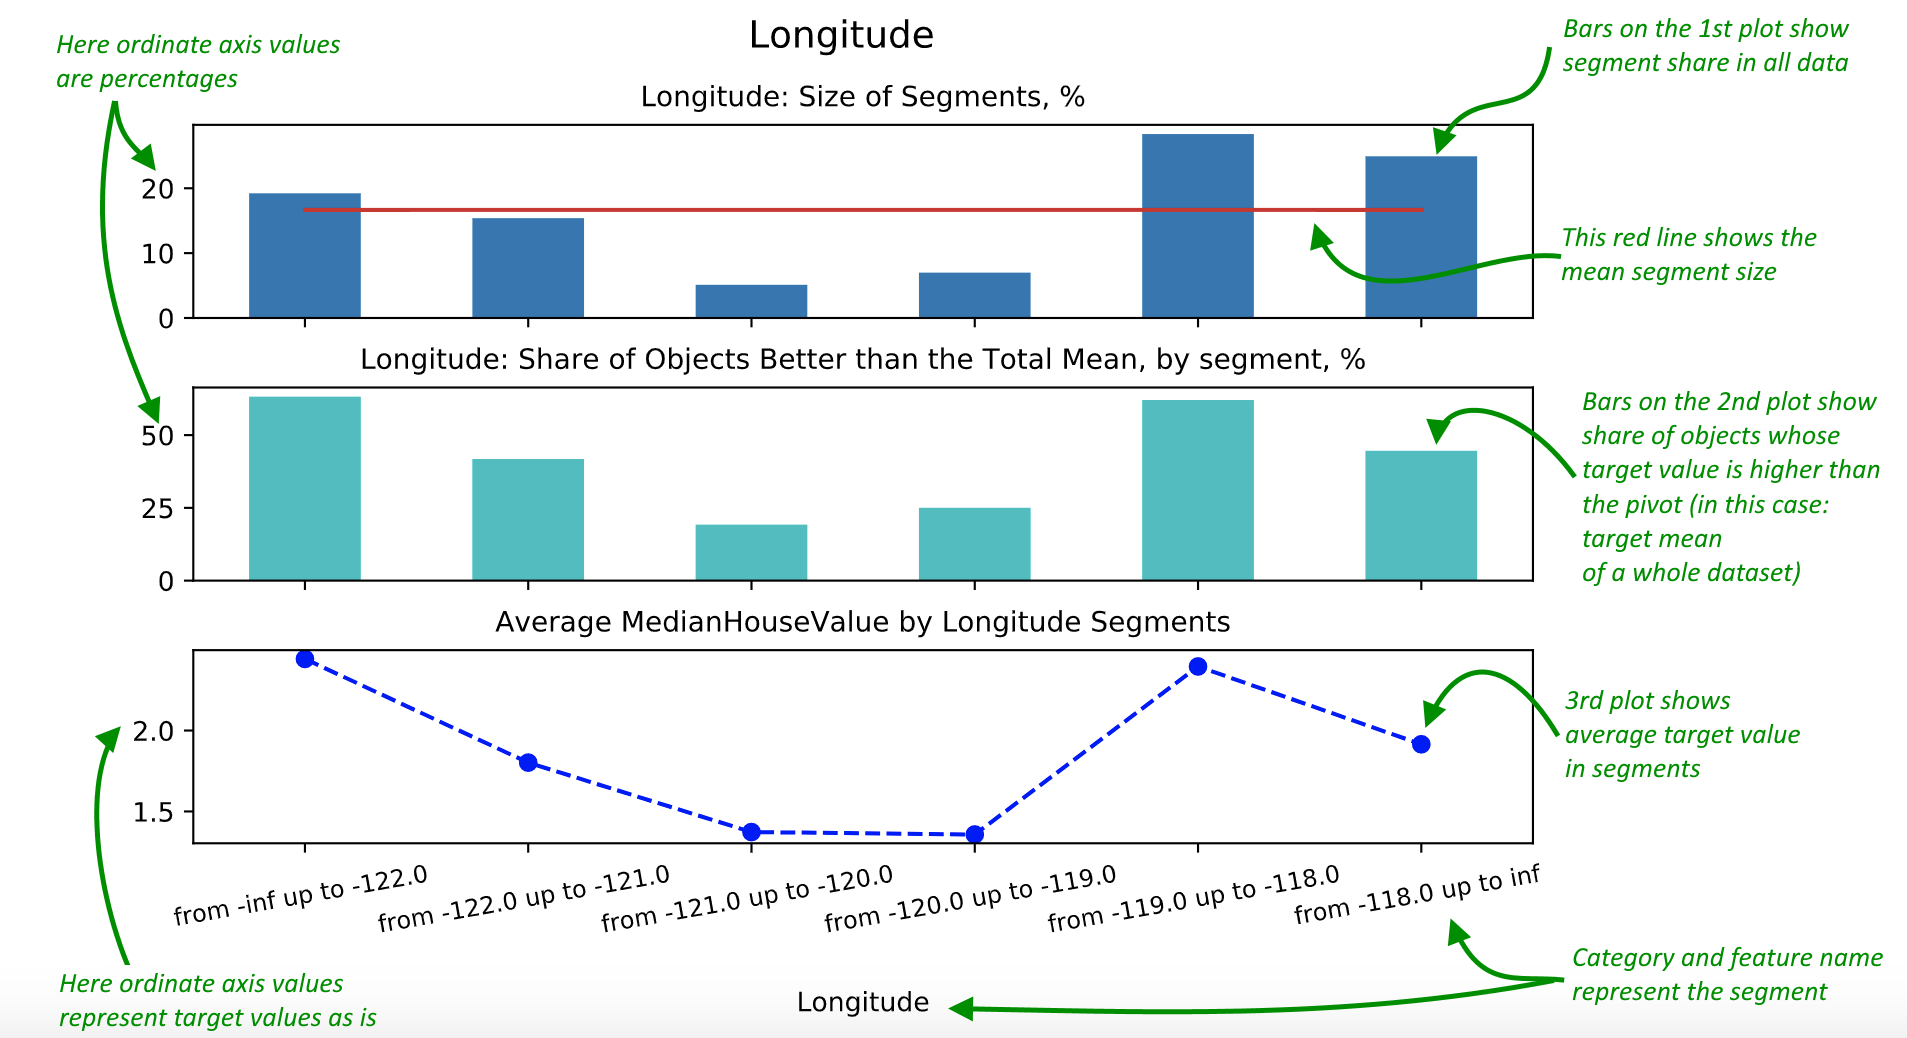 Longitude
Here ordinate axis values
are percentages
Bars on the 1st plot show
segment share in all data
Longitude: Size of Segments, %
20
10
0
This red line shows the
mean segment size
Longitude: Share of Objects Better than the Total Mean, by segment, %
50
25
0
Bars on the 2nd plot show
share of objects whose
target value is higher than
the pivot (in this case:
target mean
of a whole dataset)
Average MedianHouseValue by Longitude Segments
2.0
1.5
3rd plot shows
average target value
in segments
from -inf up to -122.0
from -122.0 up to -121.0
from -121.0 up to -120.0
from -120.0 up to -119.0
from -119.0 up to -118.0
from -118.0 up to inf
Here ordinate axis values
represent target values as is
Longitude
Category and feature name
represent the segment